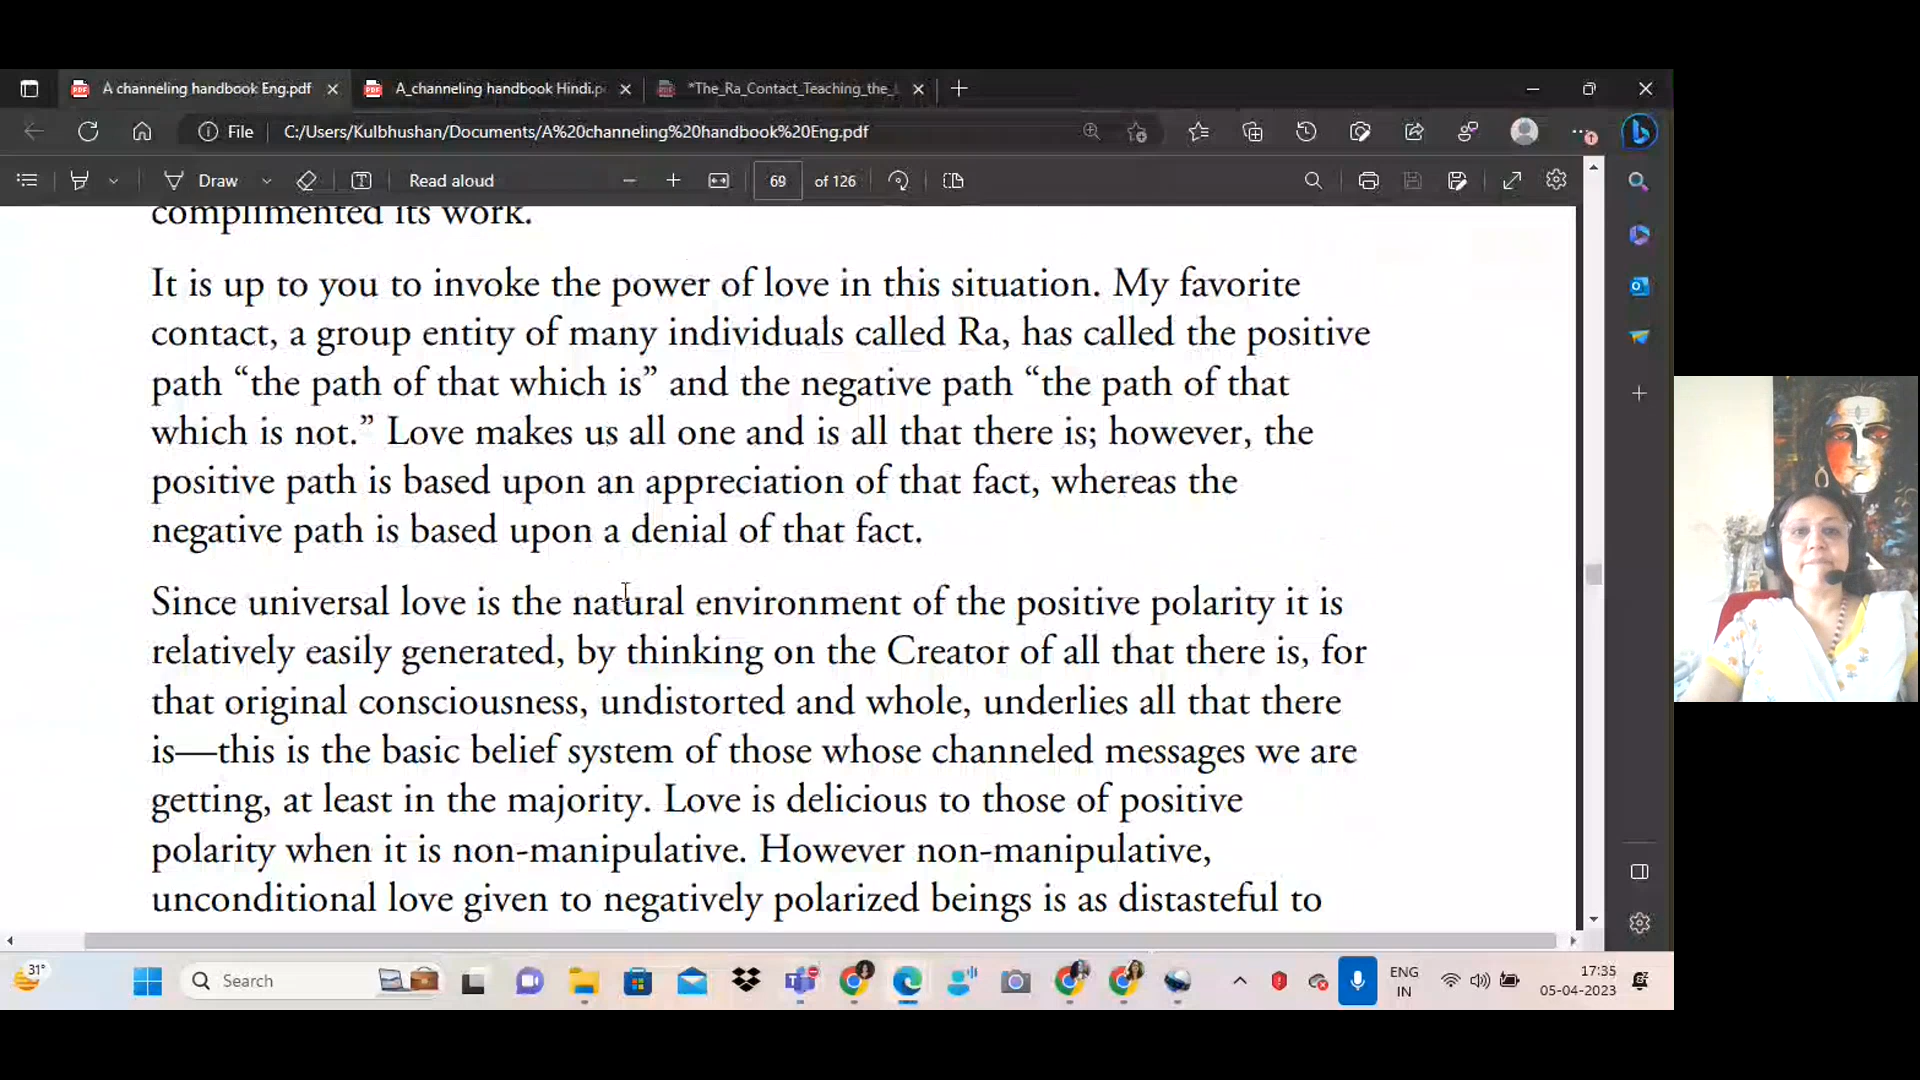 A channeling handbook Eng.pdf
A_channeling handbook Hindi.p
*The_Ra_Contact_Teaching_the_
File
C:/Users/Kulbhushan/Documents/A%20channeling%20handbook%20Eng.pdf
Draw
Read aloud
69
of 126
complimented its work.
It is up to you to invoke the power of love in this situation. My favorite
contact, a group entity of many individuals called Ra, has called the positive
path “the path of that which is” and the negative path “the path of that
which is not.” Love makes us all one and is all that there is; however, the
positive path is based upon an appreciation of that fact, whereas the
negative path is based upon a denial of that fact.
Since universal love is the natural environment of the positive polarity it is
relatively easily generated, by thinking on the Creator of all that there is, for
that original consciousness, undistorted and whole, underlies all that there
is—this is the basic belief system of those whose channeled messages we are
getting, at least in the majority. Love is delicious to those of positive
polarity when it is non-manipulative. However non-manipulative,
unconditional love given to negatively polarized beings is as distasteful to
31°
Search
ENG
IN
17:35
05-04-2023